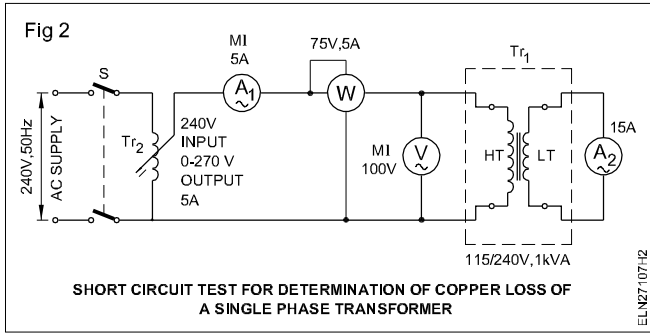 Fig 2
S
240V,50Hz
AC SUPPLY
Tr2
240V
INPUT
0-270 V
OUTPUT
5A
MI
5A
A1
75V,5A
W
MI
100V
V
Tr1
HT
LT
15A
A2
115/240V,1kVA
SHORT CIRCUIT TEST FOR DETERMINATION OF COPPER LOSS OF
A SINGLE PHASE TRANSFORMER
ELN27107H2